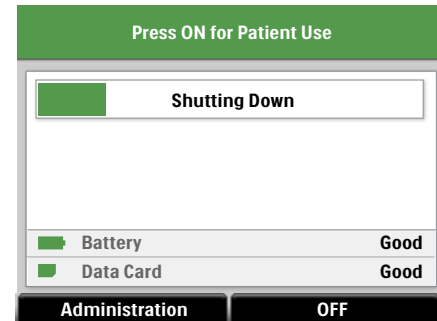 Press ON for Patient Use
Shutting Down
Battery Good
Data Card Good
Administration OFF